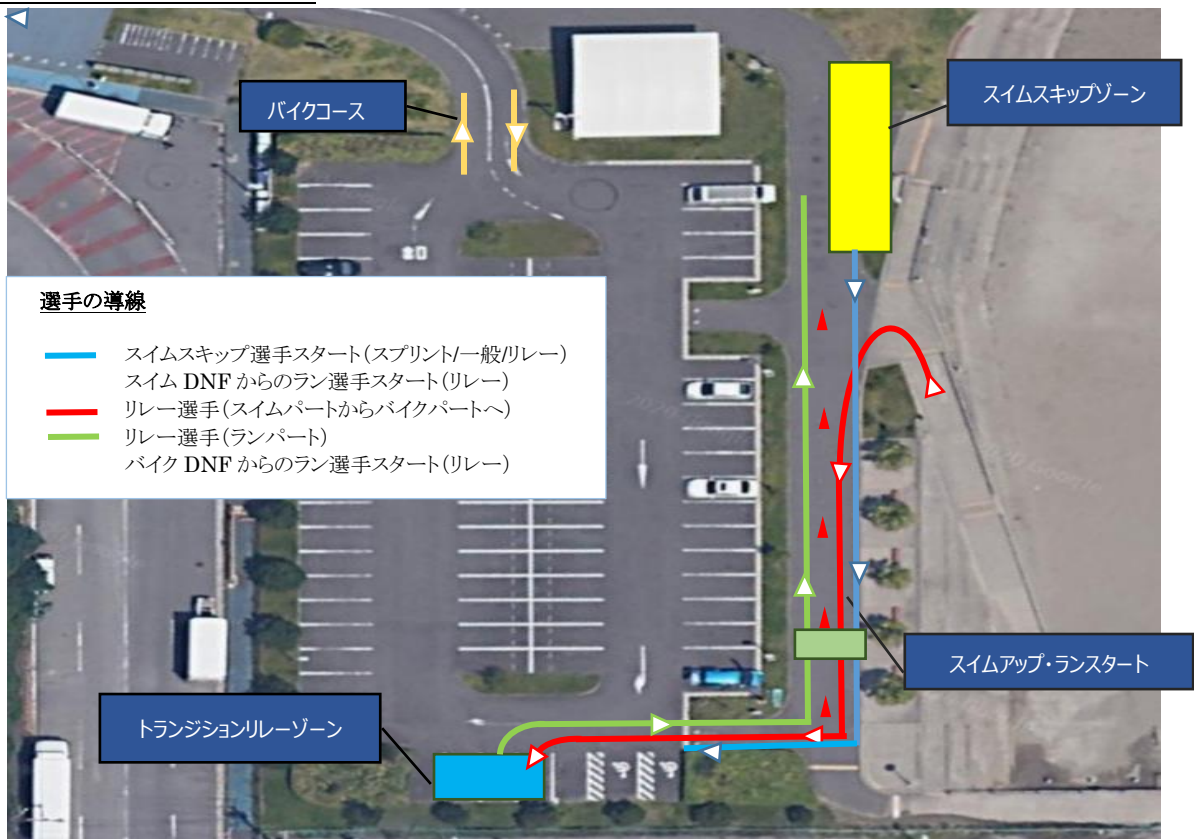 バイクコース
スイムスキップゾーン
選手の導線
スイムスキップ選手スタート(スプリント/一般/リレー)
スイム DNF からのラン選手スタート(リレー)
リレー選手(スイムパートからバイクパートへ)
リレー選手(ランパート)
バイク DNF からのラン選手スタート(リレー)
スイムアップ・ランスタート
トランジションリレーゾーン